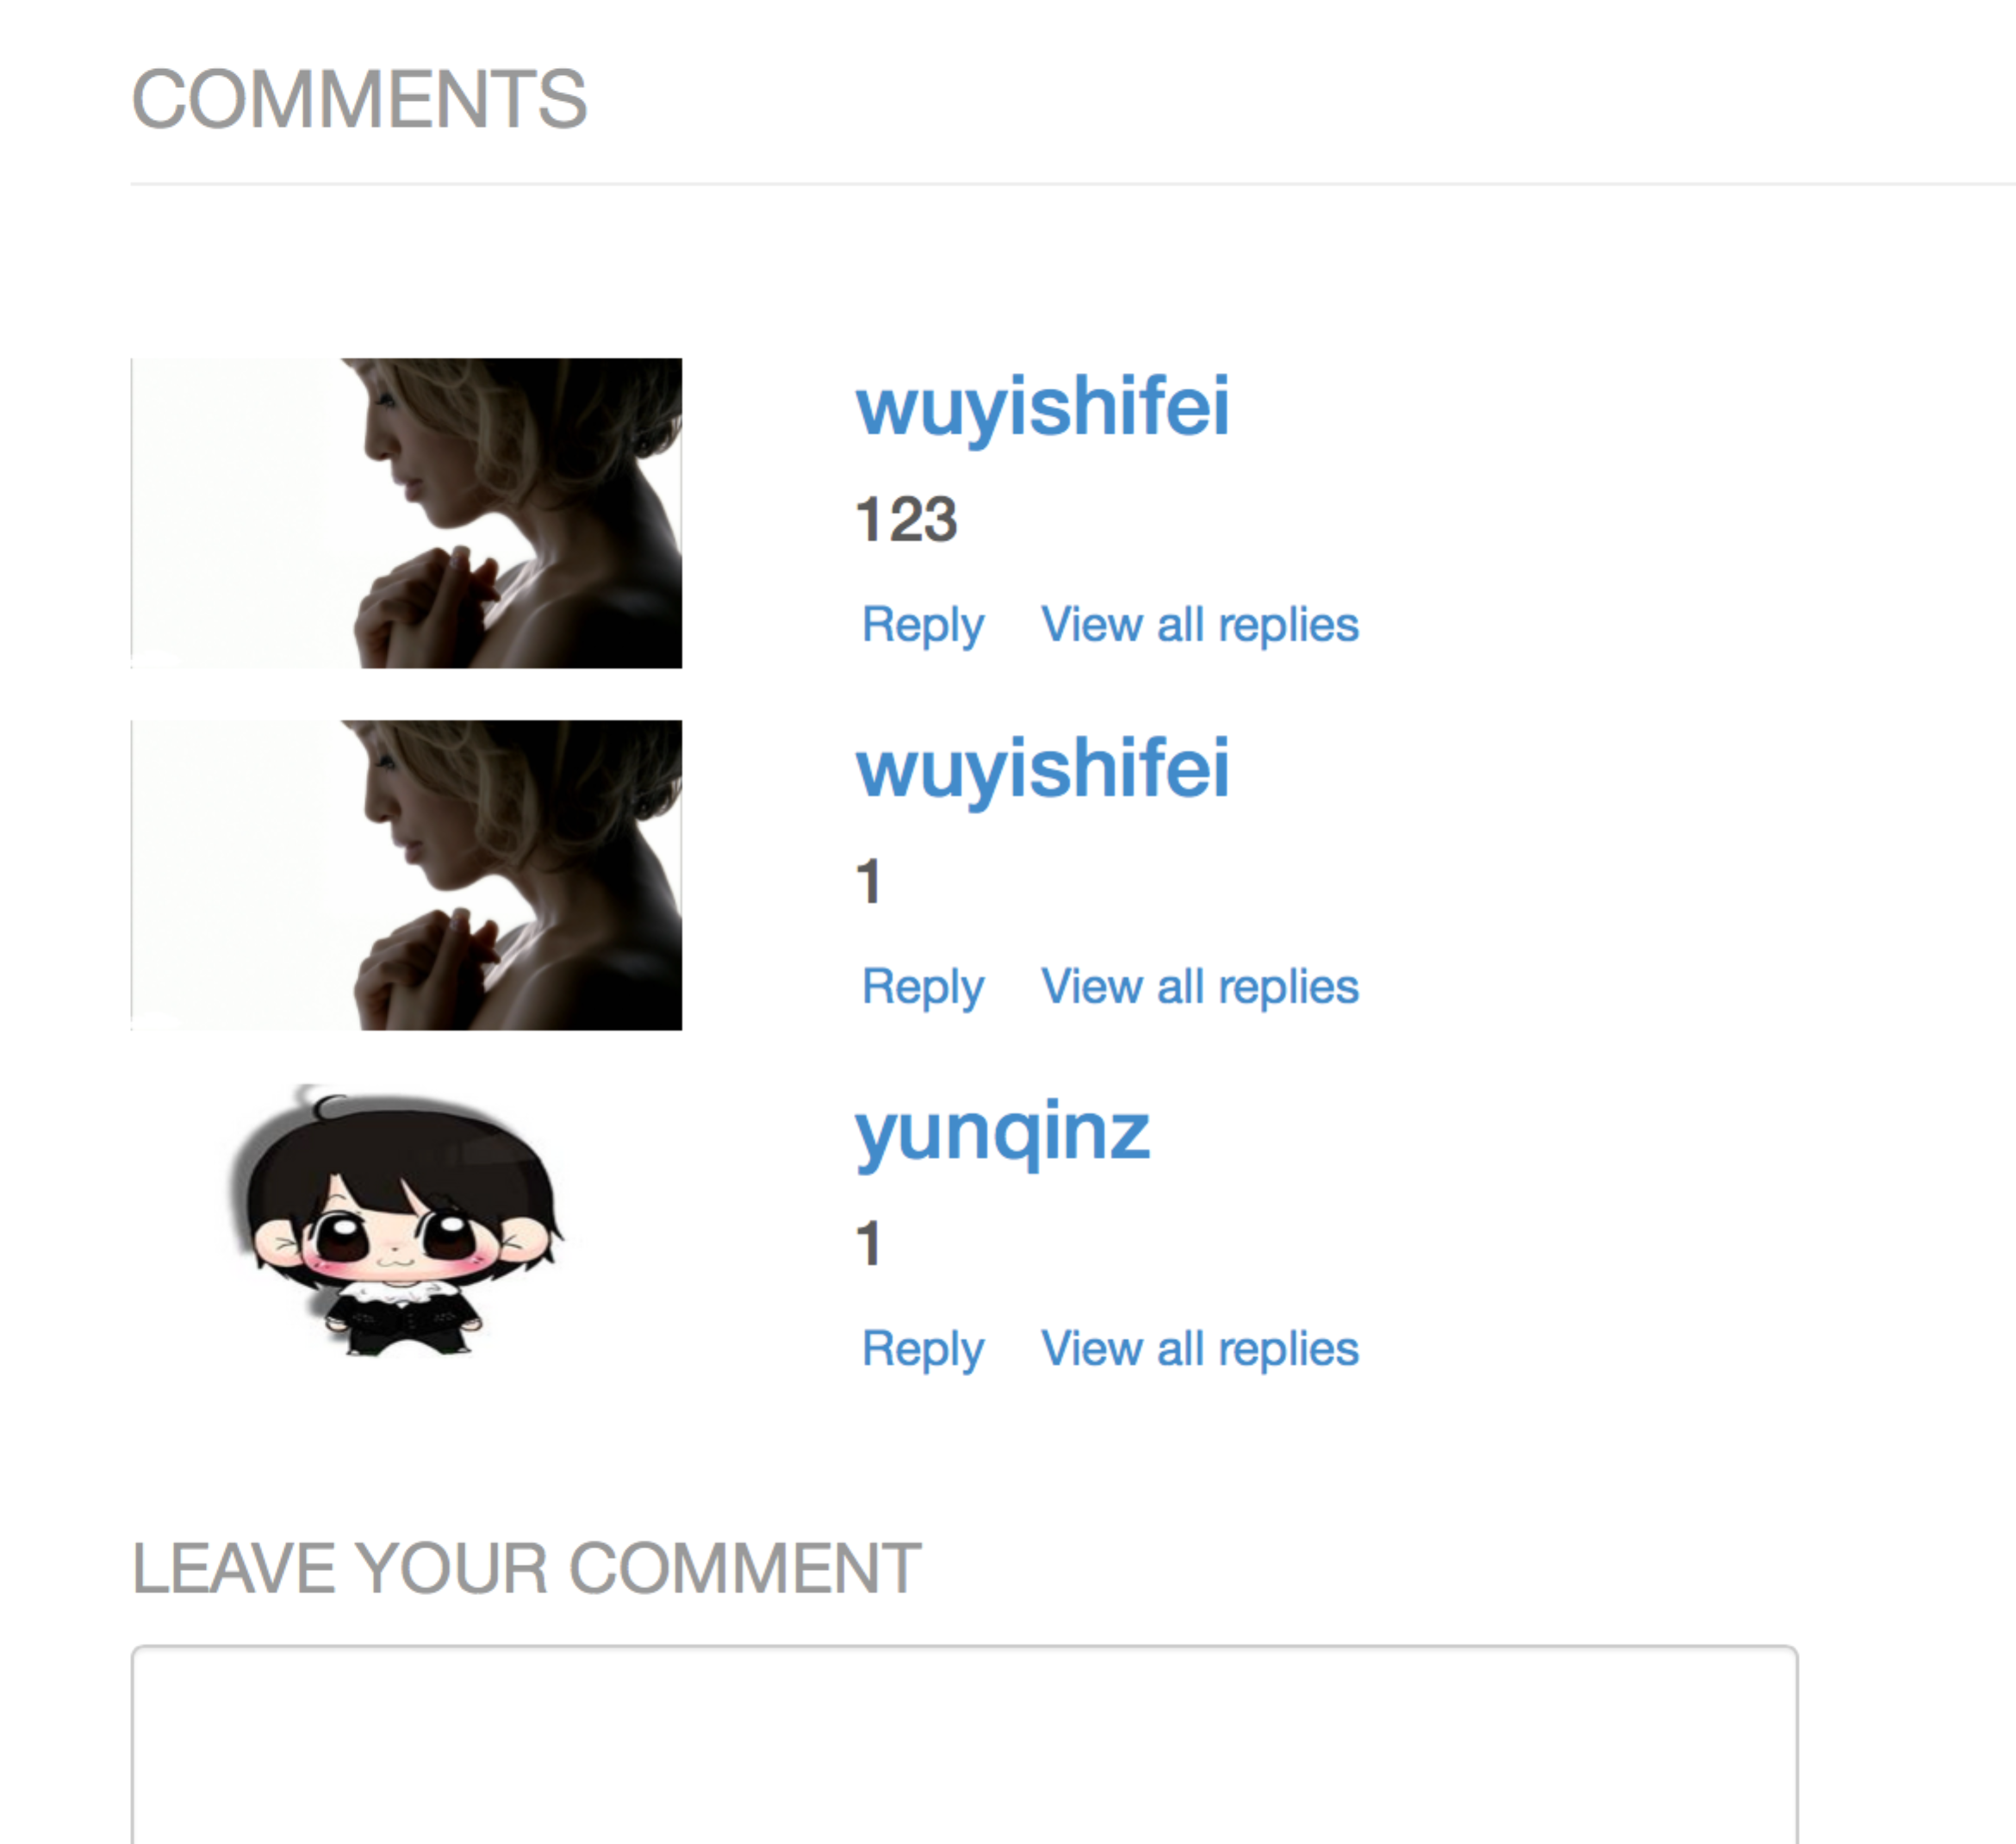 COMMENTS
wuyishifei
123
Reply View all replies
wuyishifei
1
Reply View all replies
yunqinz
1
Reply View all replies
LEAVE YOUR COMMENT